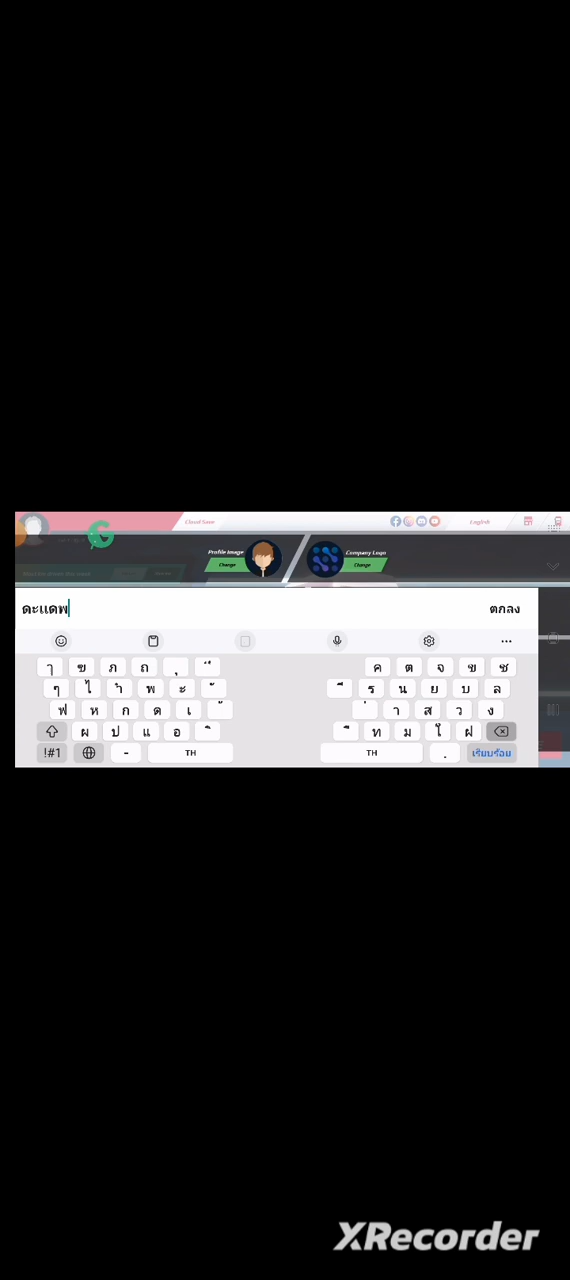 Cloud Save
English
Profile Image
Change
Company Logo
Change
ดะแดพ
ตกลง
ๅ ข ภ ถ ุ ึ ค ต จ ข ช
ๆ ไ ำ พ ะ ั ี ร น ย บ ล
ฟ ห ก ด เ ้ ่ า ส ว ง
ผ ป แ อ ิ ื ท ม ใ ฝ
!#1 - TH TH . เรียบร้อย
XRecorder